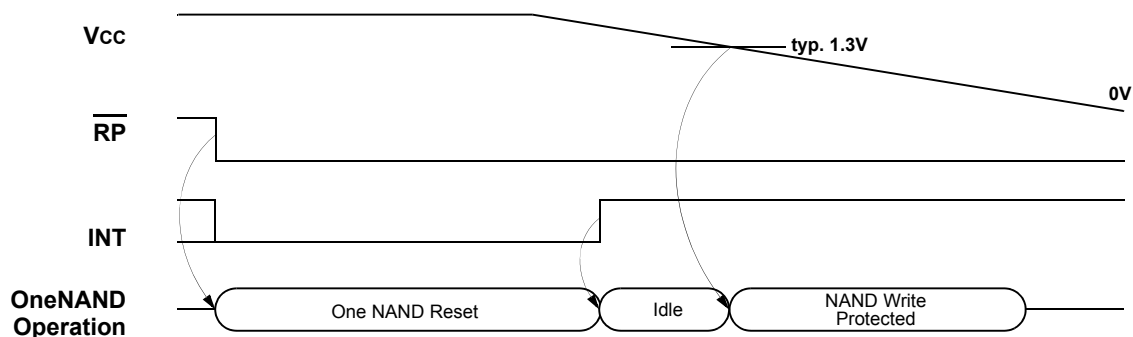 Vcc
typ. 1.3V
0V
RP
INT
OneNAND
Operation
One NAND Reset
Idle
NAND Write
Protected